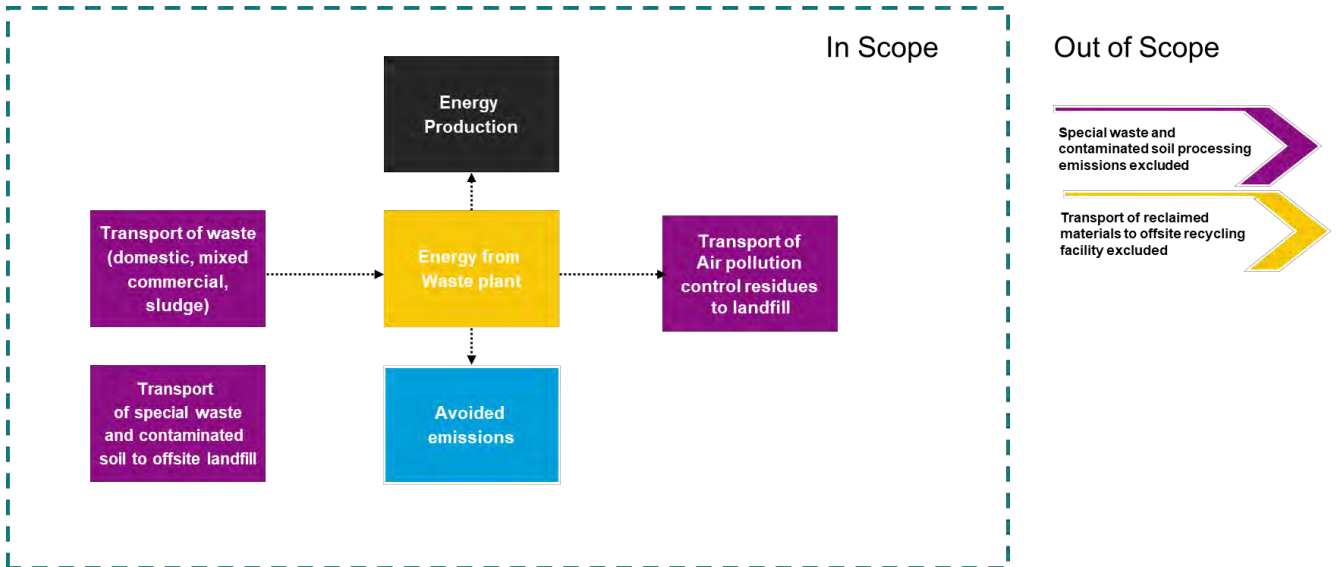 In Scope
Out of Scope
Energy
Production
Special waste and
contaminated soil processing
emissions excluded
Transport of waste
(domestic, mixed
commercial,
sludge)
Energy from
Waste plant
Transport of
Air pollution
control residues
to landfill
Transport of reclaimed
materials to offsite recycling
facility excluded
Transport
of special waste
and contaminated
soil to offsite landfill
Avoided
emissions